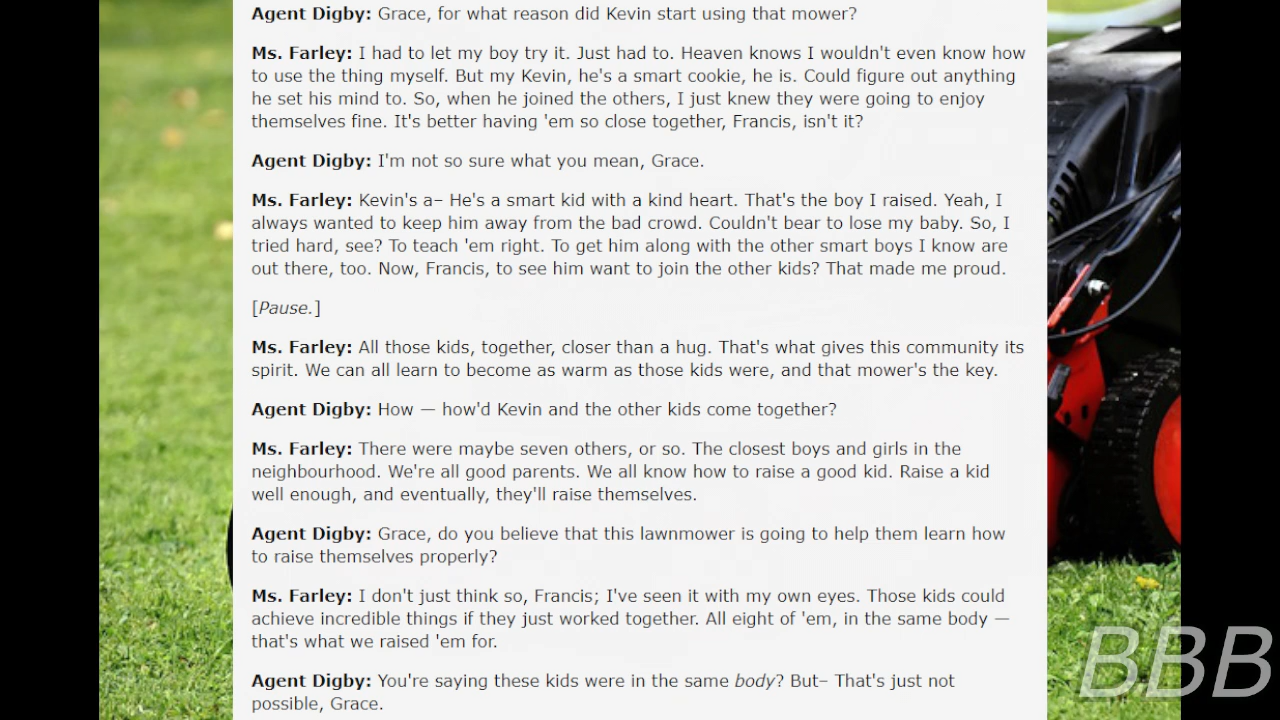 Agent Digby: Grace, for what reason did Kevin start using that mower?
Ms. Farley: I had to let my boy try it. Just had to. Heaven knows I wouldn't even know how
to use the thing myself. But my Kevin, he's a smart cookie, he is. Could figure out anything
he set his mind to. So, when he joined the others, I just knew they were going to enjoy
themselves fine. It's better having 'em so close together, Francis, isn't it?
Agent Digby: I'm not so sure what you mean, Grace.
Ms. Farley: Kevin's a– He's a smart kid with a kind heart. That's the boy I raised. Yeah, I
always wanted to keep him away from the bad crowd. Couldn't bear to lose my baby. So, I
tried hard, see? To teach 'em right. To get him along with the other smart boys I know are
out there, too. Now, Francis, to see him want to join the other kids? That made me proud.
[Pause.]
Ms. Farley: All those kids, together, closer than a hug. That's what gives this community its
spirit. We can all learn to become as warm as those kids were, and that mower's the key.
Agent Digby: How — how'd Kevin and the other kids come together?
Ms. Farley: There were maybe seven others, or so. The closest boys and girls in the
neighbourhood. We're all good parents. We all know how to raise a good kid. Raise a kid
well enough, and eventually, they'll raise themselves.
Agent Digby: Grace, do you believe that this lawnmower is going to help them learn how
to raise themselves properly?
Ms. Farley: I don't just think so, Francis; I've seen it with my own eyes. Those kids could
achieve incredible things if they just worked together. All eight of 'em, in the same body —
that's what we raised 'em for.
Agent Digby: You're saying these kids were in the same body? But– That's just not
possible, Grace.
BBB